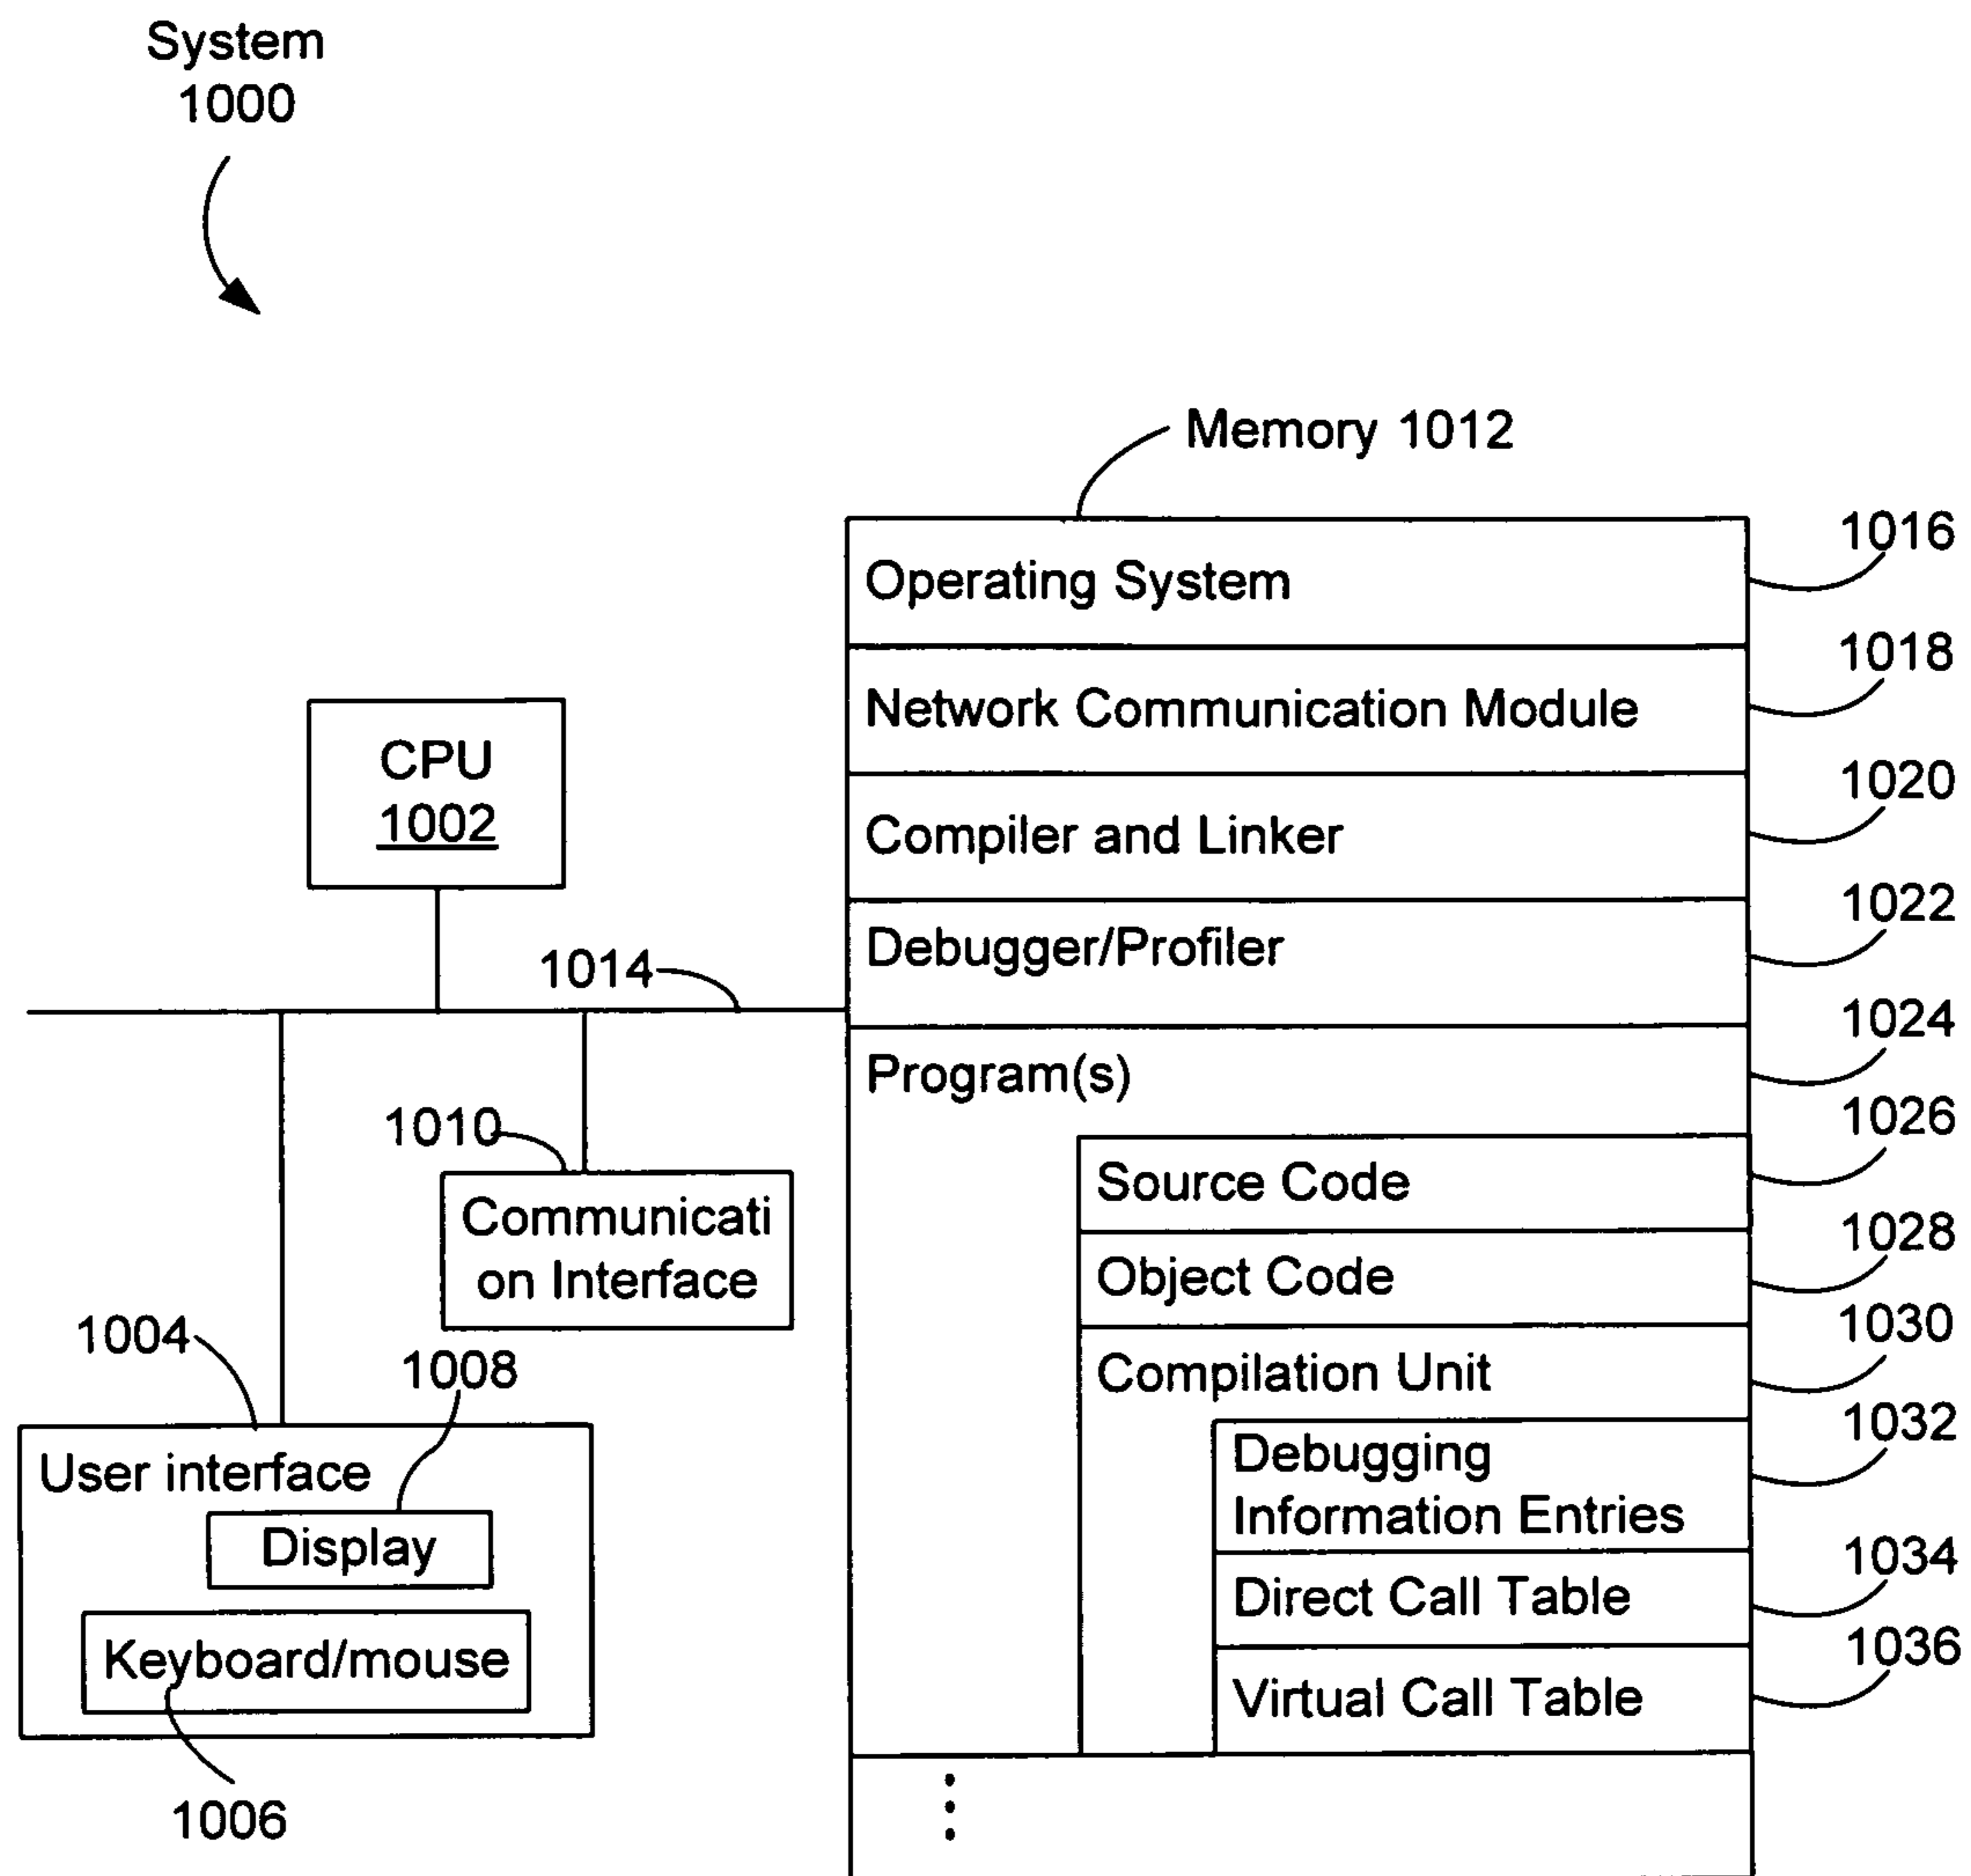 System
1000
Memory 1012
Operating System
1016
Network Communication Module
1018
Compiler and Linker
1020
Debugger/Profiler
1022
Program(s)
1024
Source Code
1026
Object Code
1028
Compilation Unit
1030
Debugging
Information Entries
1032
Direct Call Table
1034
Virtual Call Table
1036
CPU
1002
1014
1010
Communicati
on Interface
1004
1008
User interface
Display
Keyboard/mouse
1006